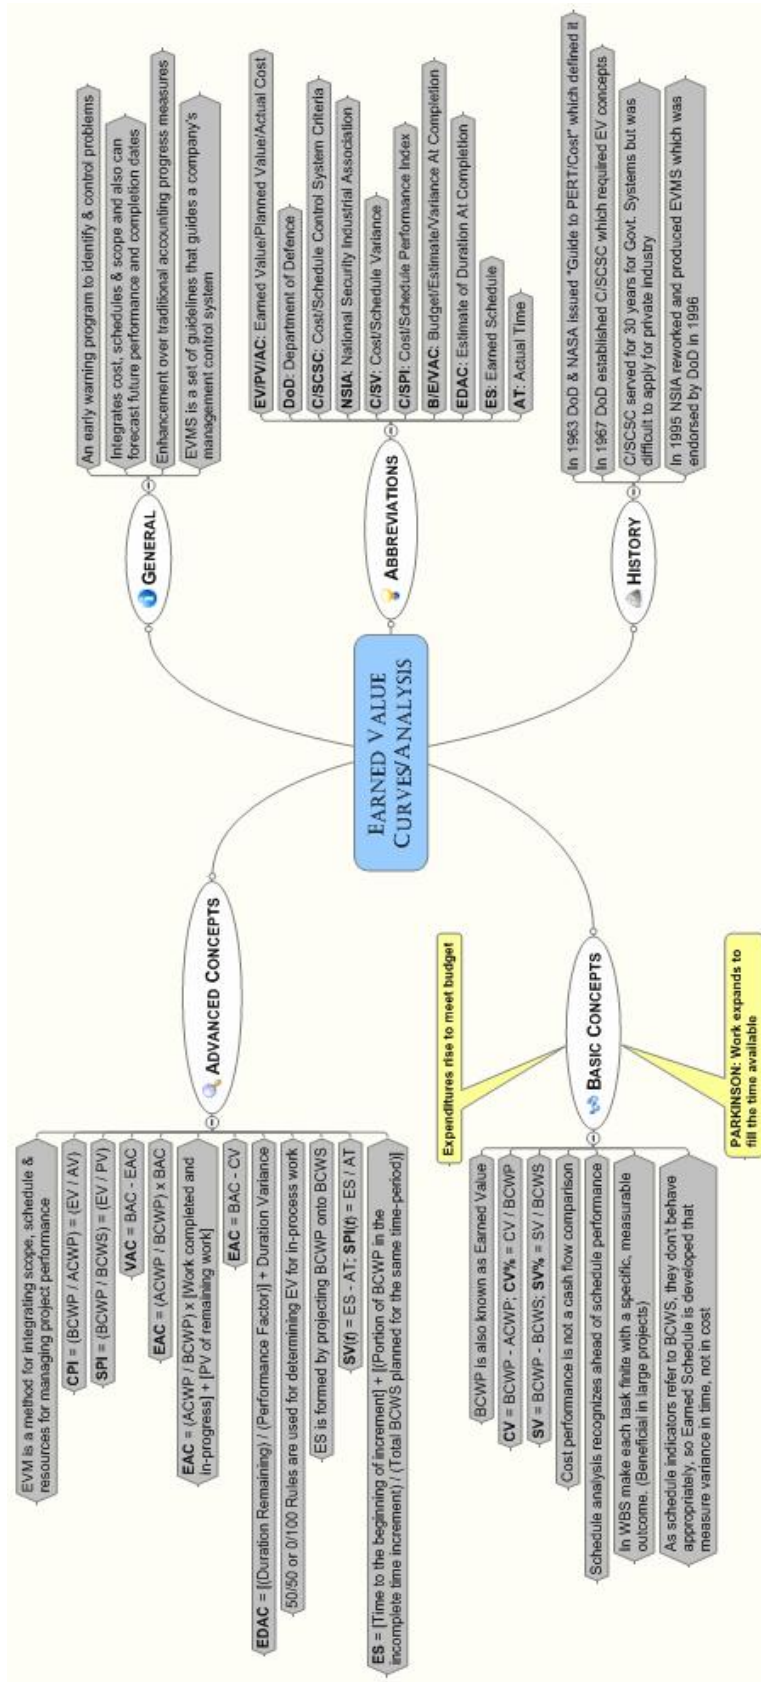 EARNED VALUE
CURVES/ANALYSIS
GENERAL
An early warning program to identify & control problems
Integrates cost, schedules & scope and also can
forecast future performance and completion dates
Enhancement over traditional accounting progress measures
EVMS is a set of guidelines that guides a company's
management control system
ABBREVIATIONS
EV/PV/AC: Earned Value/Planned Value/Actual Cost
DoD: Department of Defence
C/SCSC: Cost/Schedule Control System Criteria
NSIA: National Security Industrial Association
C/SV: Cost/Schedule Variance
C/SPI: Cost/Schedule Performance Index
B/E/VAC: Budget/Estimate/Variance At Completion
EDAC: Estimate of Duration At Completion
ES: Earned Schedule
AT: Actual Time
HISTORY
In 1963 DoD & NASA issued "Guide to PERT/Cost" which defined it
In 1967 DoD established C/SCSC which required EV concepts
C/SCSC served for 30 years for Govt. Systems but was
difficult to apply for private industry
In 1995 NSIA reworked and produced EVMS which was
endorsed by DoD in 1996
ADVANCED CONCEPTS
EVM is a method for integrating scope, schedule &
resources for managing project performance
CPI = (BCWP / ACWP) = (EV / AV)
SPI = (BCWP / BCWS) = (EV / PV)
VAC = BAC - EAC
EAC = (ACWP / BCWP) x BAC
EAC = (ACWP / BCWP) x [Work completed and
In-progress] + [PV of remaining work]
EAC = BAC - CV
EDAC = [(Duration Remaining) / (Performance Factor)] + Duration Variance
50/50 or 0/100 Rules are used for determining EV for in-process work
ES is formed by projecting BCWP onto BCWS
SV(t) = ES - AT; SPI(t) = ES / AT
ES = [Time to the beginning of increment] + [(Portion of BCWP in the
incomplete time increment) / (Total BCWS planned for the same time-period)]
BASIC CONCEPTS
Expenditures rise to meet budget
PARKINSON: Work expands to
fill the time available
BCWP is also known as Earned Value
CV = BCWP - ACWP; CV% = CV / BCWP
SV = BCWP - BCWS; SV% = SV / BCWS
Cost performance is not a cash flow comparison
Schedule analysis recognizes ahead of schedule performance
In WBS make each task finite with a specific, measurable
outcome. (Beneficial in large projects)
As schedule indicators refer to BCWS, they don't behave
appropriately, so Earned Schedule is developed that
measure variance in time, not in cost